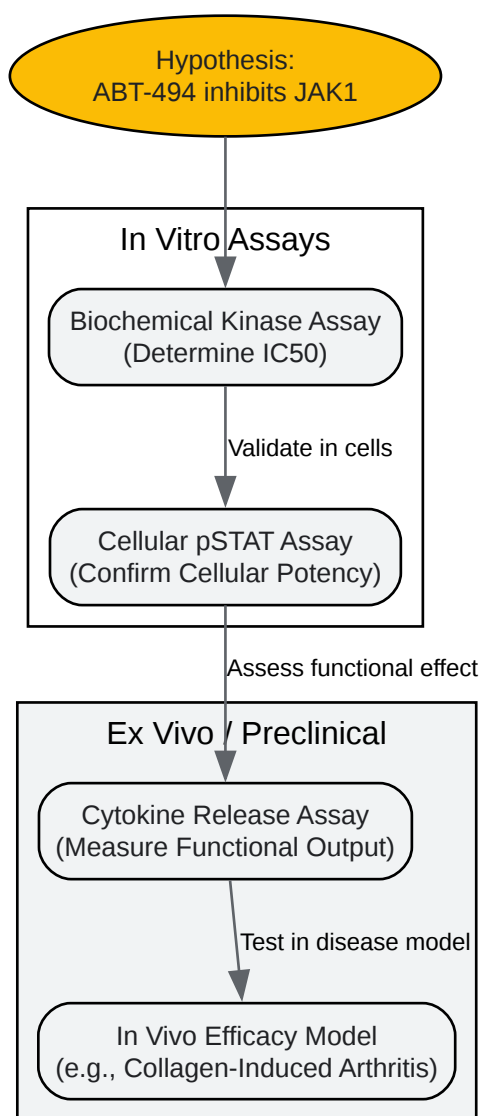 Hypothesis:
ABT-494 inhibits JAK1
In Vitro Assays
Biochemical Kinase Assay
(Determine IC50)
Validate in cells
Cellular pSTAT Assay
(Confirm Cellular Potency)
Assess functional effect
Ex Vivo / Preclinical
Cytokine Release Assay
(Measure Functional Output)
Test in disease model
In Vivo Efficacy Model
(e.g., Collagen-Induced Arthritis)